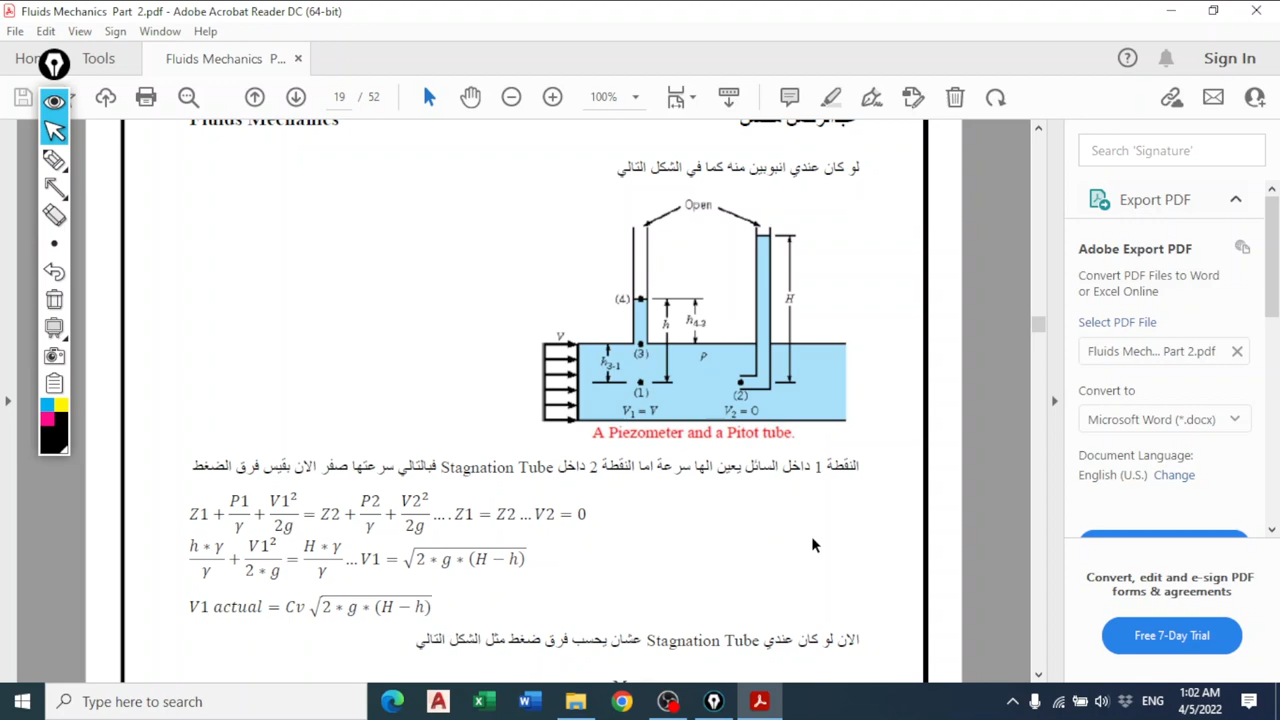 Fluids Mechanics Part 2.pdf - Adobe Acrobat Reader DC (64-bit)
File Edit View Sign Window Help
Tools
Fluids Mechanics P... ×
Sign In
19 / 52
100%
Fluids Mechanics
لو كان عندي انبوبين منه كما في الشكل التالي
Open
(4)
h
h4-3
H
V
(3)
ρ
h3-1
(1)
(2)
V1 = V
V2 = 0
A Piezometer and a Pitot tube.
النقطة 1 داخل السائل يعين الها سرعة اما النقطة 2 داخل Stagnation Tube فبالتالي سرعتها صفر الان بقيس فرق الضغط
Z1 + P1/γ + V1²/2g = Z2 + P2/γ + V2²/2g .... Z1 = Z2 ... V2 = 0
h∗γ/γ + V1²/2∗g = H∗γ/γ ... V1 = √2∗g∗(H−h)
V1 actual = Cv √2∗g∗(H−h)
الان لو كان عندي Stagnation Tube عشان يحسب فرق ضغط مثل الشكل التالي
Search 'Signature'
Export PDF
Adobe Export PDF
Convert PDF Files to Word
or Excel Online
Select PDF File
Fluids Mech... Part 2.pdf
Convert to
Microsoft Word (*.docx)
Document Language:
English (U.S.) Change
Convert, edit and e-sign PDF
forms & agreements
Free 7-Day Trial
Type here to search
ENG
1:02 AM
4/5/2022